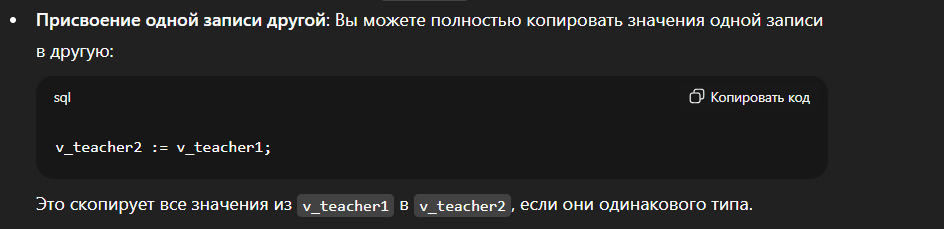 Присвоение одной записи другой: Вы можете полностью копировать значения одной записи
в другую:
sql
Копировать код
v_teacher2 := v_teacher1;
Это скопирует все значения из v_teacher1 в v_teacher2, если они одинакового типа.